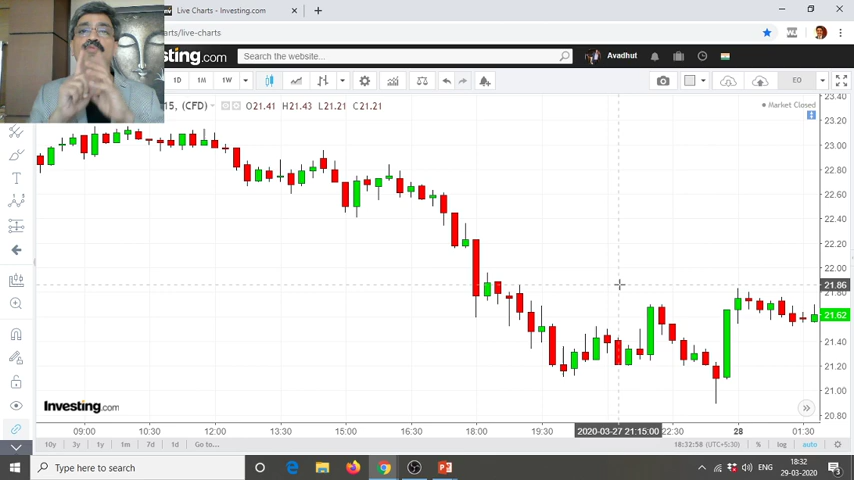 Live Charts - Investing.com
arts/live-charts
sting.com
Search the website...
Avadhut
1D 1M 1W
EO
15, (CFD)
O21.41 H21.43 L21.21 C21.21
Market Closed
23.40
23.20
23.00
22.80
22.60
22.40
22.20
22.00
21.86
21.80
21.62
21.40
21.20
21.00
20.80
Investing.com
09:00 10:30 12:00 13:30 15:00 16:30 18:00 19:30 2020-03-27 21:15:00 22:30 28 01:30
10y 3y 1y 1m 7d 1d Go to... 18:32:58 (UTC+5:30) % log auto
Type here to search
ENG
18:32
29-03-2020
3